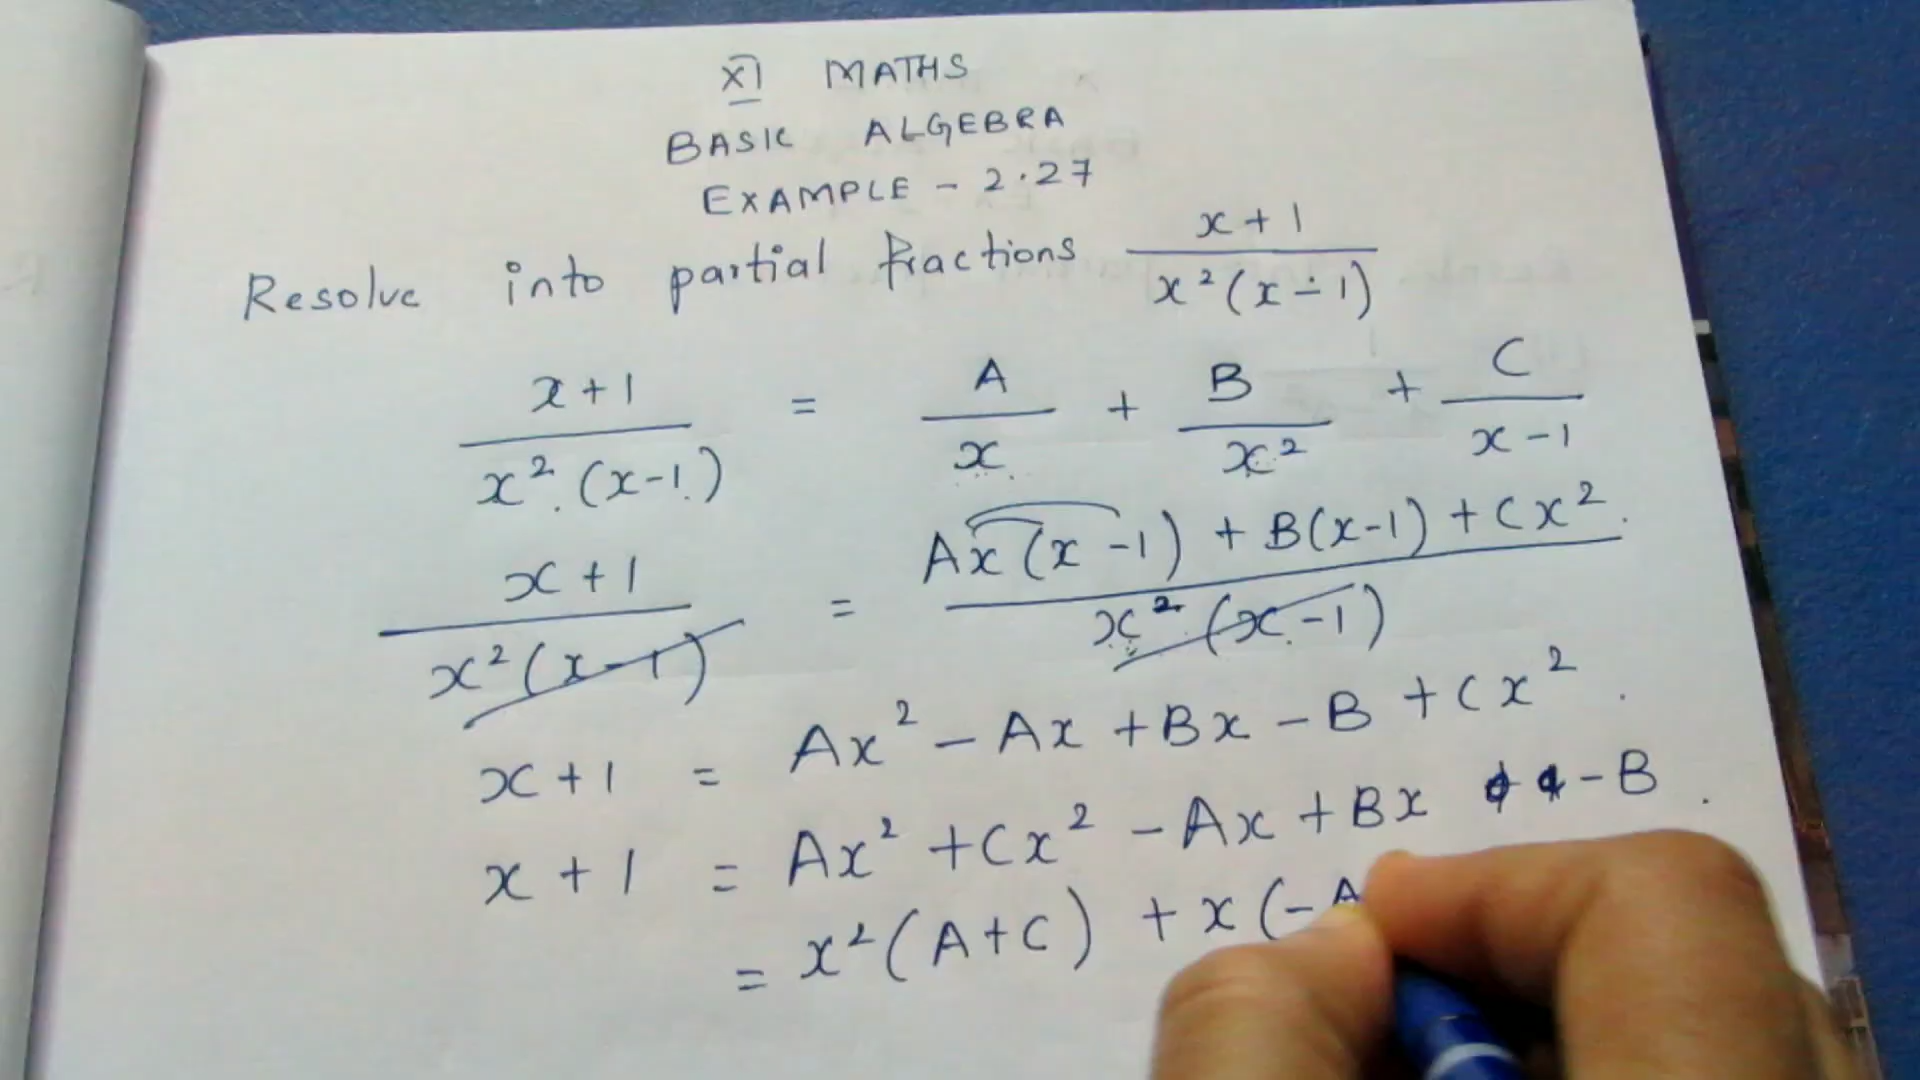 XI MATHS
BASIC ALGEBRA
EXAMPLE - 2.27
Resolve into partial fractions (x+1)/(x²(x-1))
(x+1)/(x²(x-1)) = A/x + B/x² + C/(x-1)
(x+1)/(x²(x-1)) = (Ax(x-1) + B(x-1) + Cx²)/(x²(x-1))
x+1 = Ax² - Ax + Bx - B + Cx²
x+1 = Ax² + Cx² - Ax + Bx - B
= x²(A+C) + x(-A